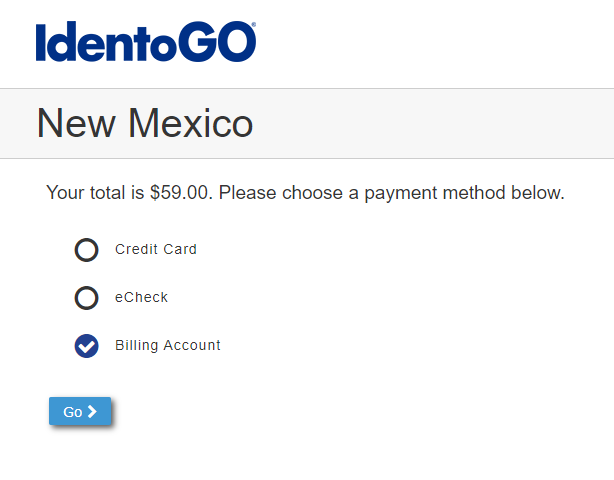 IdentoGO®
New Mexico
Your total is $59.00. Please choose a payment method below.
Credit Card
eCheck
Billing Account
Go